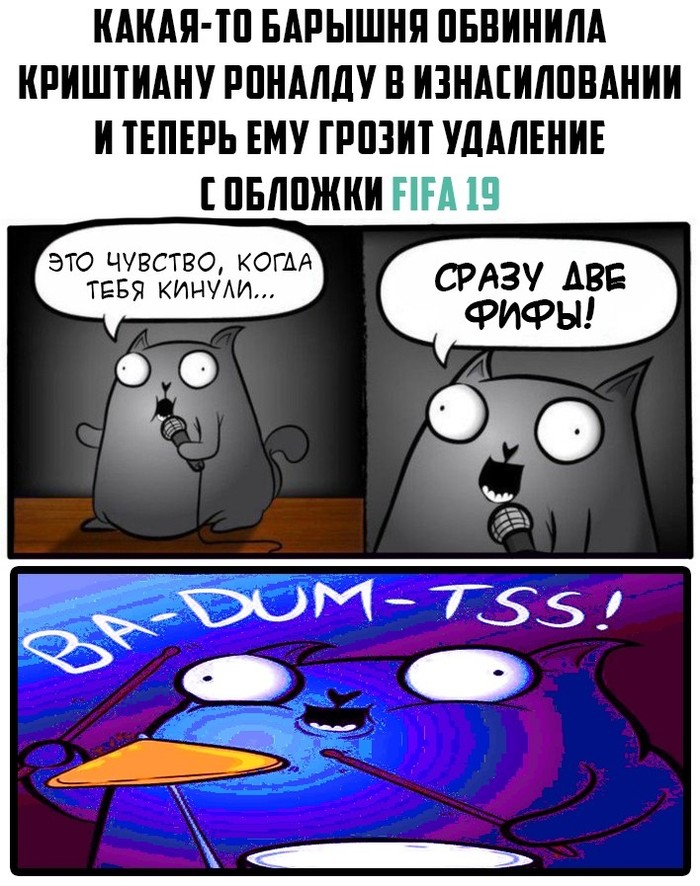 КАКАЯ-ТО БАРЫШНЯ ОБВИНИЛА
КРИШТИАНУ РОНАЛДУ В ИЗНАСИЛОВАНИИ
И ТЕПЕРЬ ЕМУ ГРОЗИТ УДАЛЕНИЕ
С ОБЛОЖКИ FIFA 19
ЭТО ЧУВСТВО, КОГДА
ТЕБЯ КИНУЛИ...
СРАЗУ ДВЕ
ФИФЫ!
BA-DUM-TSS!